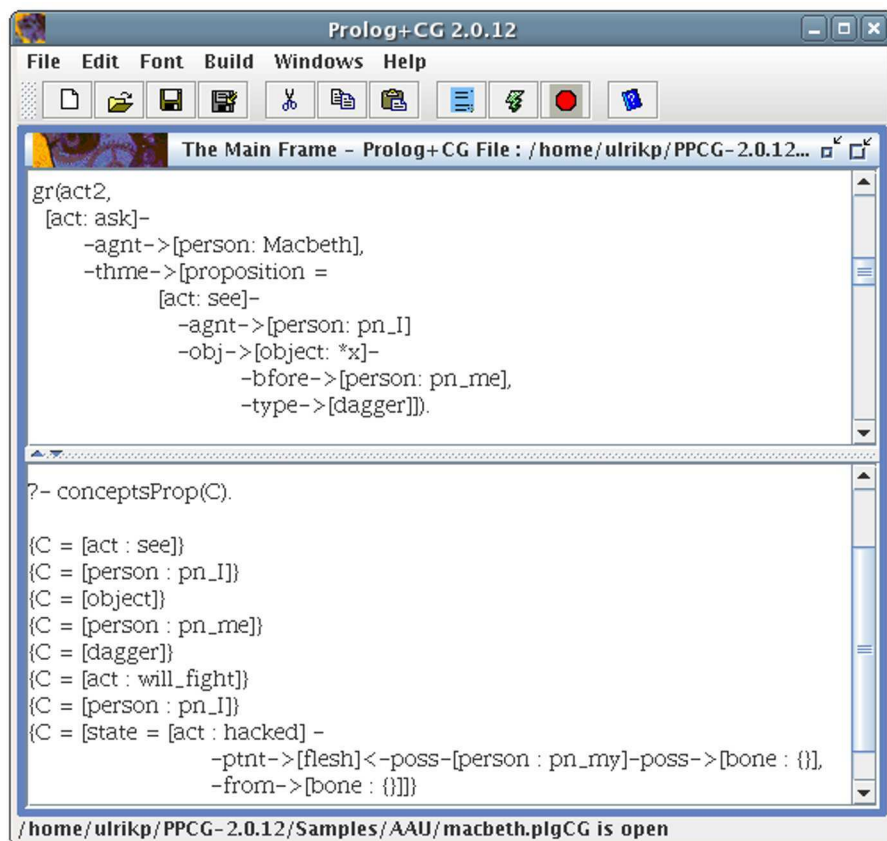 Prolog+CG 2.0.12
File Edit Font Build Windows Help
The Main Frame - Prolog+CG File : /home/ulrikp/PPCG-2.0.12...
gr(act2,
[act: ask]-
-agnt->[person: Macbeth],
-thme->[proposition =
[act: see]-
-agnt->[person: pn_I]
-obj->[object: *x]-
-bfore->[person: pn_me],
-type->[dagger]]).
?- conceptsProp(C).
{C = [act : see]}
{C = [person : pn_I]}
{C = [object]}
{C = [person : pn_me]}
{C = [dagger]}
{C = [act : will_fight]}
{C = [person : pn_I]}
{C = [state = [act : hacked] -
-ptnt->[flesh]<-poss-[person : pn_my]-poss->[bone : {}],
-from->[bone : {}]]}
/home/ulrikp/PPCG-2.0.12/Samples/AAU/macbeth.plgCG is open